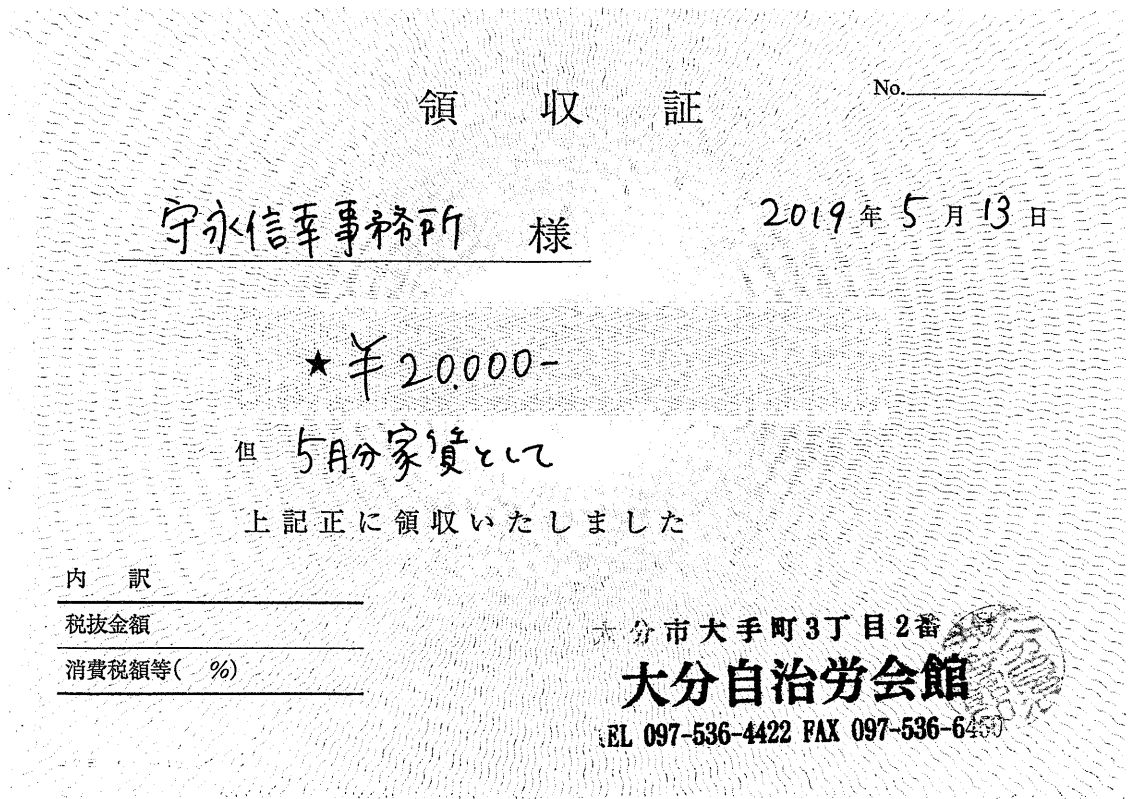 領収証
No.
守永信幸事務所 様
2019年5月13日
★¥20,000-
但 5月分家賃として
上記正に領収いたしました
内訳
税抜金額
消費税額等( %)
大分市大手町3丁目2番
大分自治労会館
TEL 097-536-4422 FAX 097-536-6450